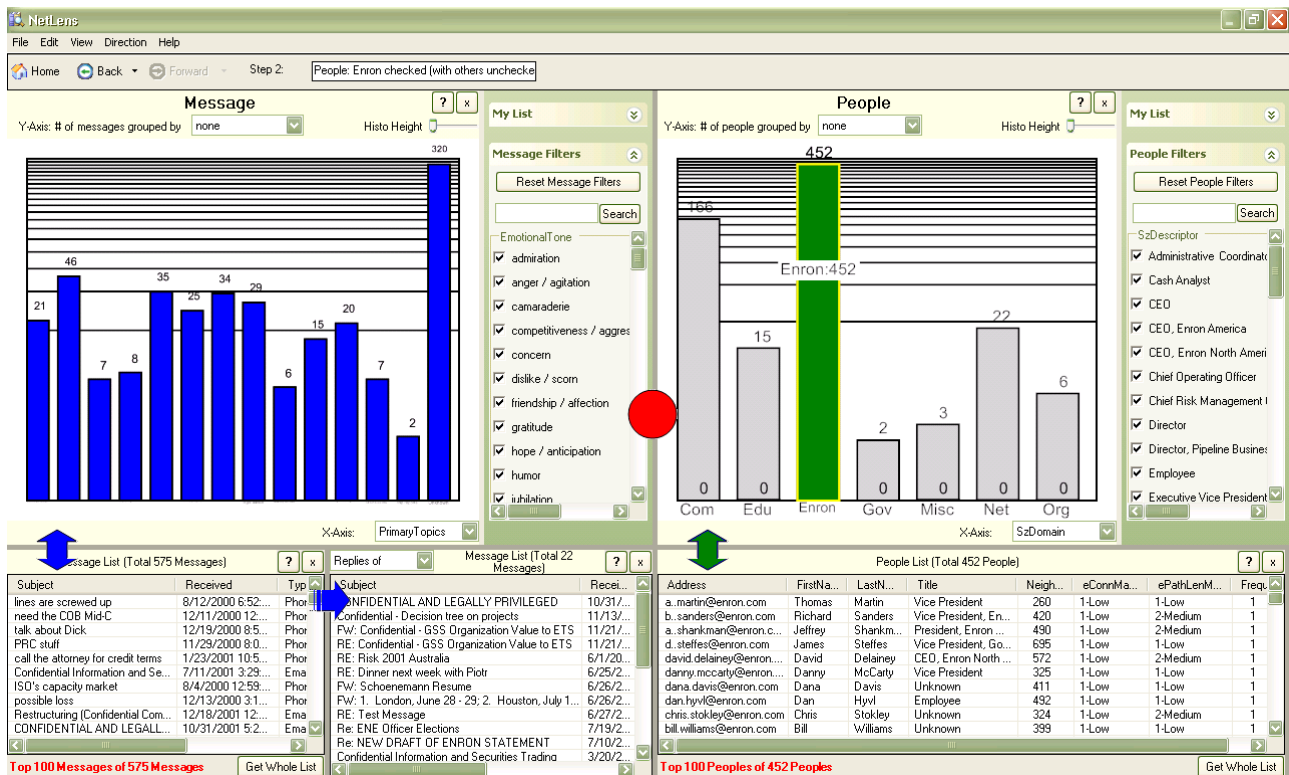 NetLens
File Edit View Direction Help
Home Back Forward Step 2: People: Enron checked (with others unchecke
Message ? x
Y-Axis: # of messages grouped by none Histo Height
320
46
35
34
29
25
21
20
15
8
7
7
6
2
X-Axis: PrimaryTopics
My List
Message Filters
Reset Message Filters
Search
EmotionalTone
admiration
anger / agitation
camaraderie
competitiveness / aggres
concern
dislike / scorn
friendship / affection
gratitude
hope / anticipation
humor
jubilation
People ? x
Y-Axis: # of people grouped by none Histo Height
452
166
Enron:452
22
15
6
3
2
0 0 0 0 0 0
Com Edu Enron Gov Misc Net Org
X-Axis: SzDomain
My List
People Filters
Reset People Filters
Search
SzDescriptor
Administrative Coordinato
Cash Analyst
CEO
CEO, Enron America
CEO, Enron North Ameri
Chief Operating Officer
Chief Risk Management
Director
Director, Pipeline Busines
Employee
Executive Vice President
essage List (Total 575 Messages) ? x
Subject Received Typ
lines are screwed up 8/12/2000 6:52:... Phor
need the COB Mid-C 12/11/2000 12:... Phor
talk about Dick 12/19/2000 8:5... Phor
PRC stuff 11/29/2000 8:0... Phor
call the attorney for credit terms 1/23/2001 10:5... Phor
Confidential Information and Se... 7/11/2001 3:29:... Ema
ISO's capacity market 8/4/2000 12:59:... Phor
possible loss 12/13/2000 3:1... Phor
Restructuring (Confidential Com... 12/18/2001 12:... Ema
CONFIDENTIAL AND LEGALL... 10/31/2001 5:2... Ema
Top 100 Messages of 575 Messages Get Whole List
Replies of Message List (Total 22 Messages) ? x
Subject Recei...
ONFIDENTIAL AND LEGALLY PRIVILEGED 10/31/...
Confidential - Decision tree on projects 11/13/...
FW: Confidential - GSS Organization Value to ETS 11/21/...
RE: Confidential - GSS Organization Value to ETS 11/21/...
RE: Risk 2001 Australia 6/1/20...
RE: Dinner next week with Piotr 6/25/2...
FW: Schoenemann Resume 6/26/2...
FW: 1. London, June 28 - 29; 2. Houston, July 1... 6/26/2...
RE: Test Message 6/27/2...
Re: ENE Officer Elections 7/19/2...
Re: NEW DRAFT OF ENRON STATEMENT 7/10/2...
Confidential Information and Securities Trading 3/20/2...
People List (Total 452 People) ? x
Address FirstNa... LastN... Title Neigh... eConnMa... ePathLenM... Frequ
a..martin@enron.com Thomas Martin Vice President 260 1-Low 1-Low 1
b..sanders@enron.com Richard Sanders Vice President, En... 420 1-Low 2-Medium 1
a..shankman@enron.c... Jeffrey Shankm... President, Enron ... 490 1-Low 2-Medium 1
d..steffes@enron.com James Steffes Vice President, Go... 695 1-Low 1-Low 1
david.delainey@enron.... David Delainey CEO, Enron North ... 572 1-Low 2-Medium 1
danny.mccarty@enron.... Danny McCarty Vice President 325 1-Low 1-Low 1
dana.davis@enron.com Dana Davis Unknown 411 1-Low 1-Low 1
dan.hyvl@enron.com Dan Hyvl Employee 492 1-Low 1-Low 1
chris.stokley@enron.com Chris Stokley Unknown 324 1-Low 2-Medium 1
bill.williams@enron.com Bill Williams Unknown 399 1-Low 1-Low 1
Top 100 Peoples of 452 Peoples Get Whole List